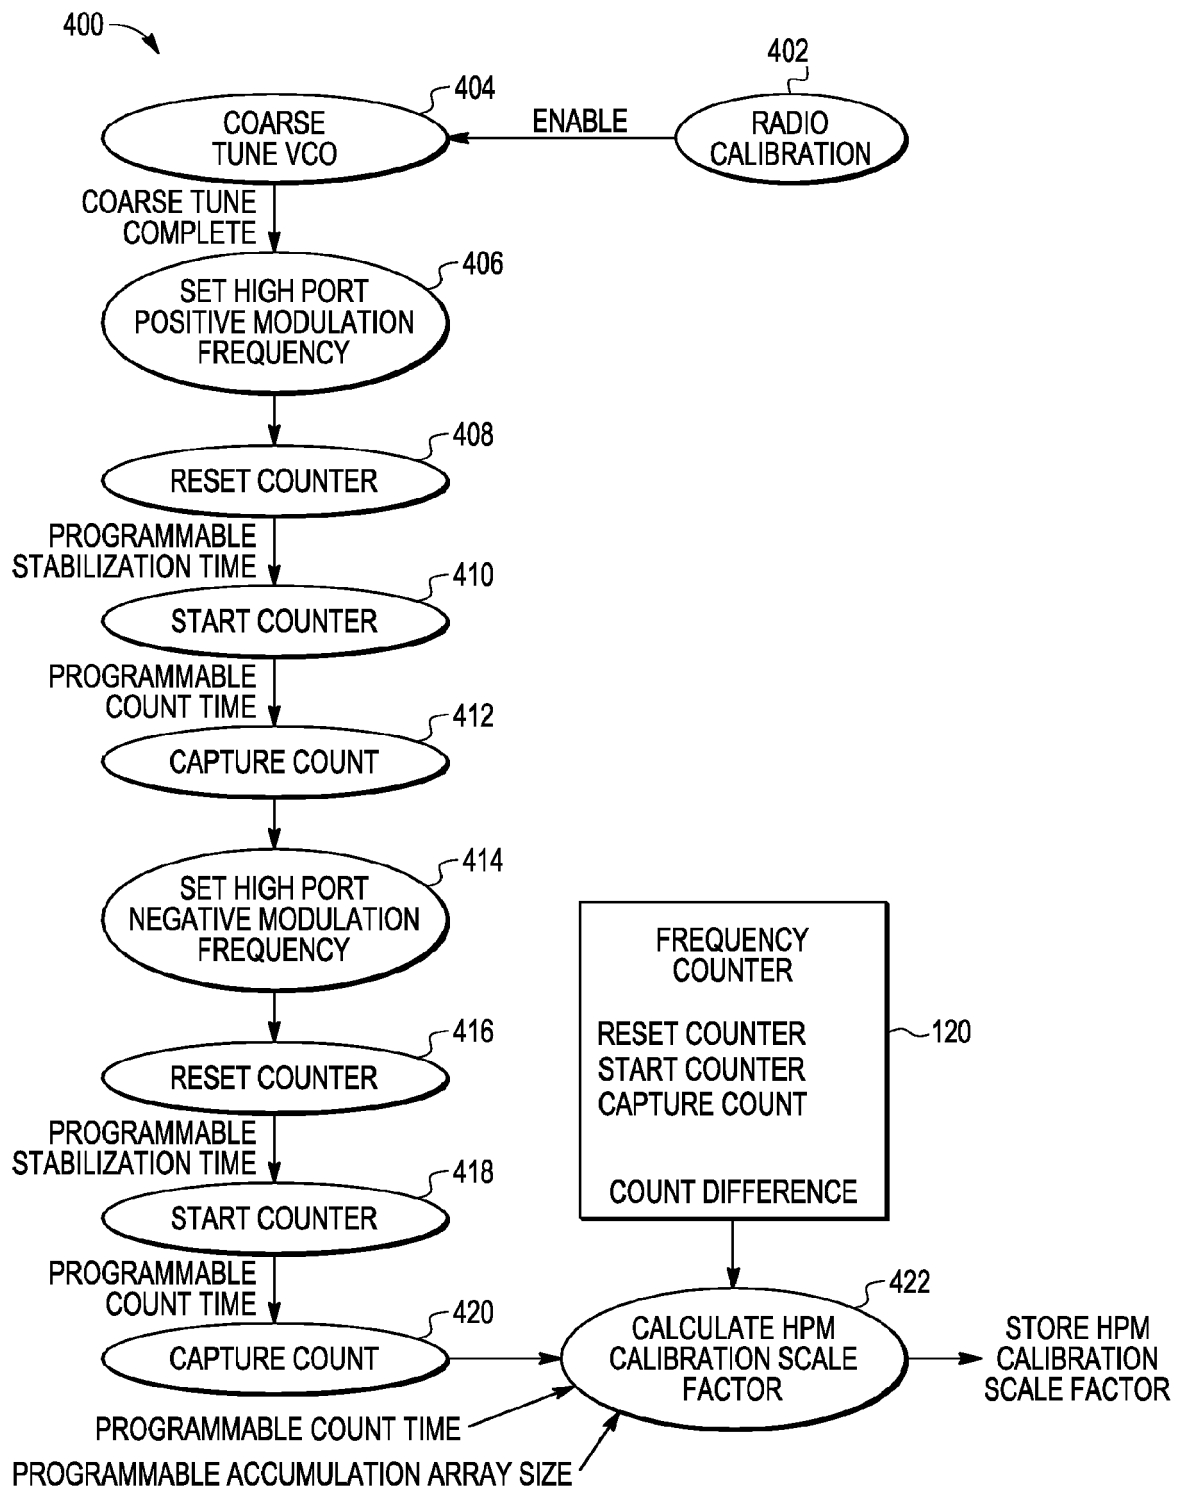 400
402
404
COARSE
TUNE VCO
ENABLE
RADIO
CALIBRATION
COARSE TUNE
COMPLETE
406
SET HIGH PORT
POSITIVE MODULATION
FREQUENCY
408
RESET COUNTER
PROGRAMMABLE
STABILIZATION TIME
410
START COUNTER
PROGRAMMABLE
COUNT TIME
412
CAPTURE COUNT
414
SET HIGH PORT
NEGATIVE MODULATION
FREQUENCY
416
RESET COUNTER
PROGRAMMABLE
STABILIZATION TIME
418
START COUNTER
PROGRAMMABLE
COUNT TIME
420
CAPTURE COUNT
FREQUENCY
COUNTER
RESET COUNTER
START COUNTER
CAPTURE COUNT
COUNT DIFFERENCE
120
422
CALCULATE HPM
CALIBRATION SCALE
FACTOR
STORE HPM
CALIBRATION
SCALE FACTOR
PROGRAMMABLE COUNT TIME
PROGRAMMABLE ACCUMULATION ARRAY SIZE